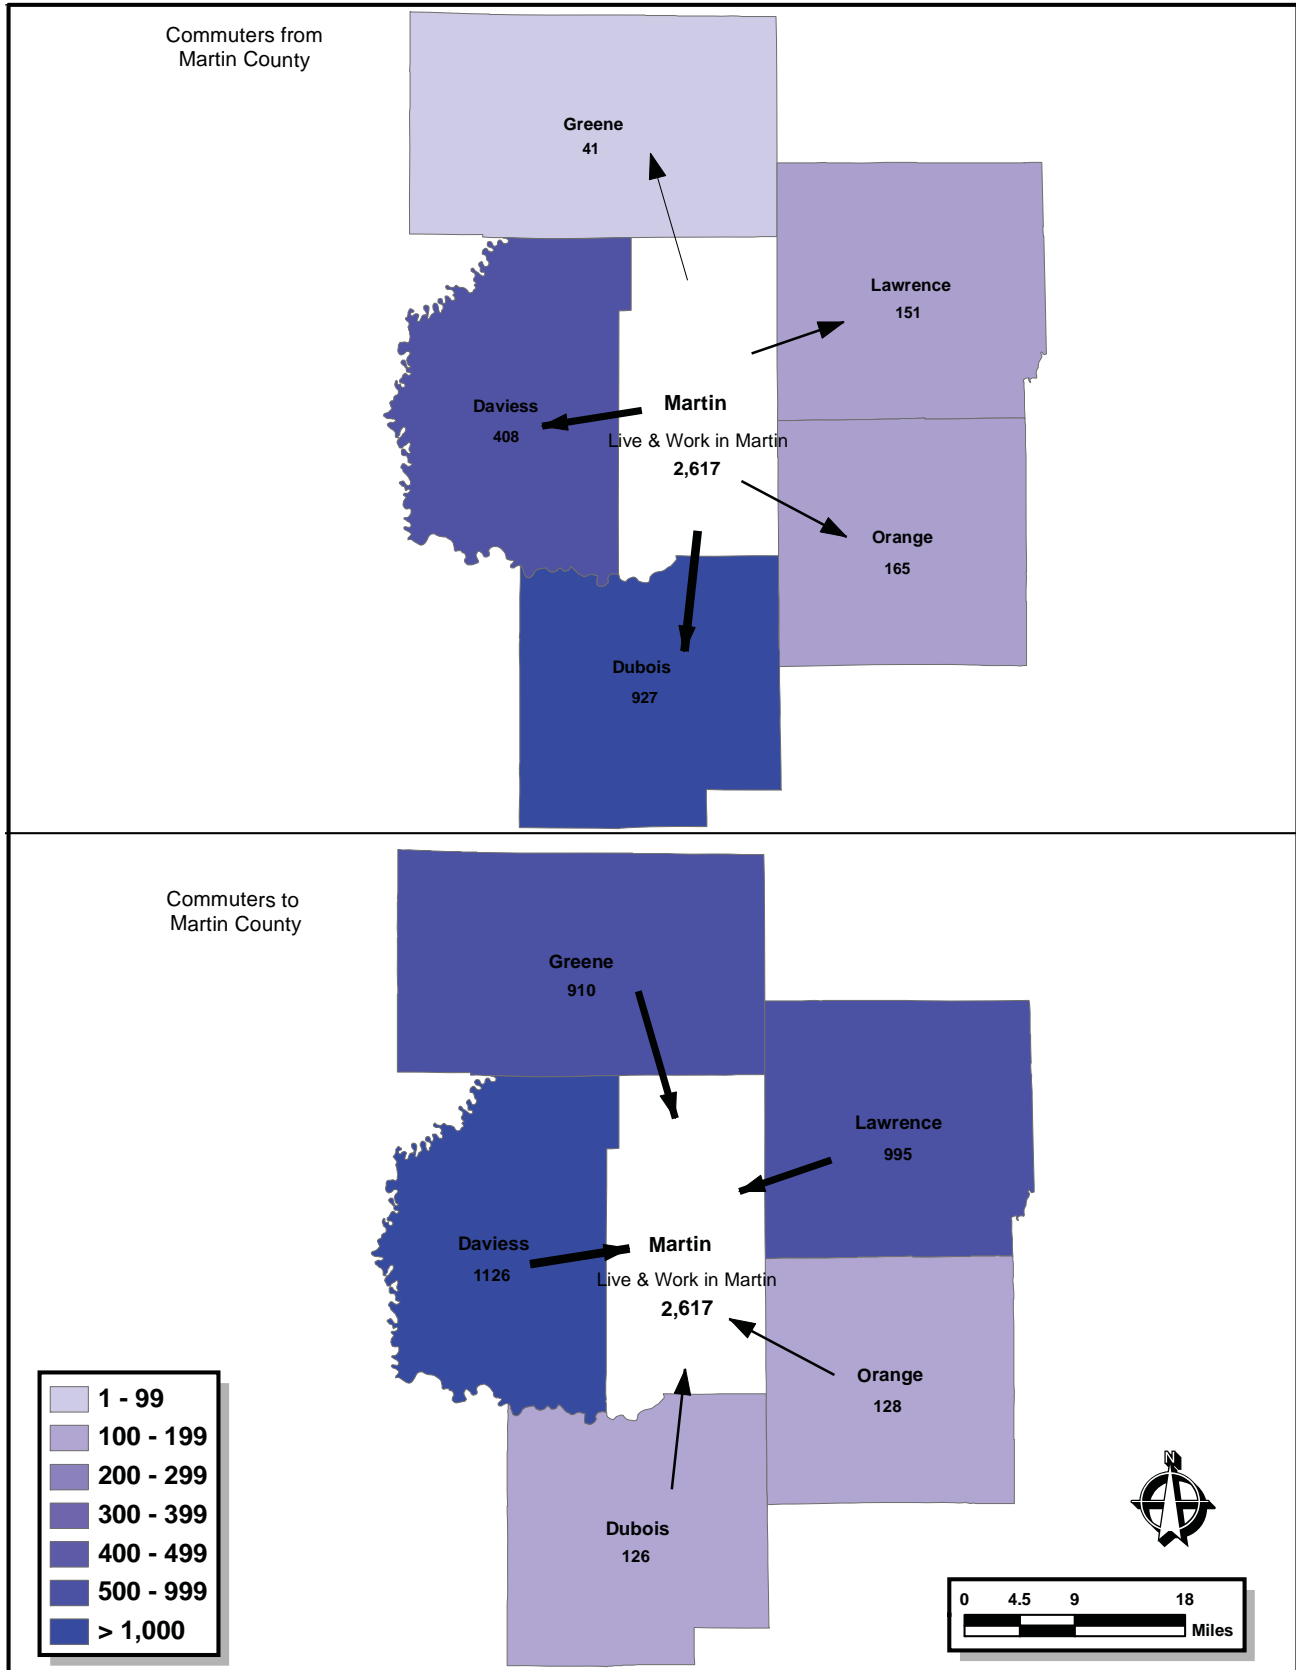 Commuters from
Martin County
Greene
41
Lawrence
151
Daviess
408
Martin
Live & Work in Martin
2,617
Orange
165
Dubois
927
Commuters to
Martin County
Greene
910
Lawrence
995
Daviess
1126
Martin
Live & Work in Martin
2,617
Orange
128
Dubois
126
1 - 99
100 - 199
200 - 299
300 - 399
400 - 499
500 - 999
> 1,000
N
0 4.5 9 18
Miles